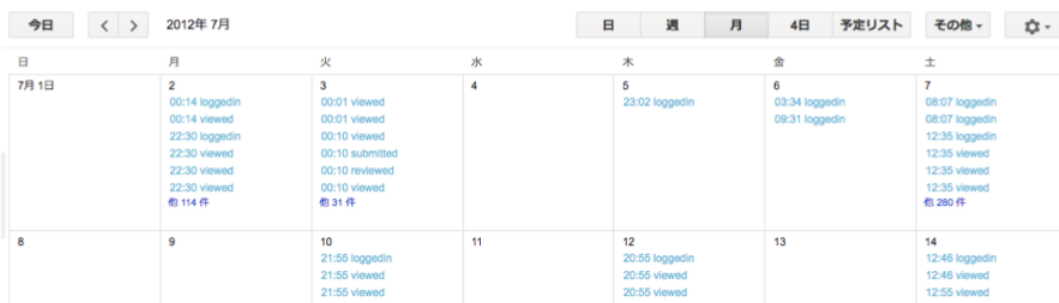 今日 < > 2012年 7月 日 週 月 4日 予定リスト その他
日 月 火 水 木 金 土
7月 1日
2
00:14 loggedin
00:14 viewed
22:30 loggedin
22:30 viewed
22:30 viewed
22:30 viewed
他 114 件
3
00:01 viewed
00:01 viewed
00:10 viewed
00:10 submitted
00:10 reviewed
00:10 viewed
他 31 件
4
5
23:02 loggedin
6
03:34 loggedin
09:31 loggedin
7
08:07 loggedin
08:07 loggedin
12:35 loggedin
12:35 viewed
12:35 viewed
12:35 viewed
他 280 件
8
9
10
21:55 loggedin
21:55 viewed
21:55 viewed
11
12
20:55 loggedin
20:55 viewed
20:55 viewed
13
14
12:46 loggedin
12:46 viewed
12:55 viewed